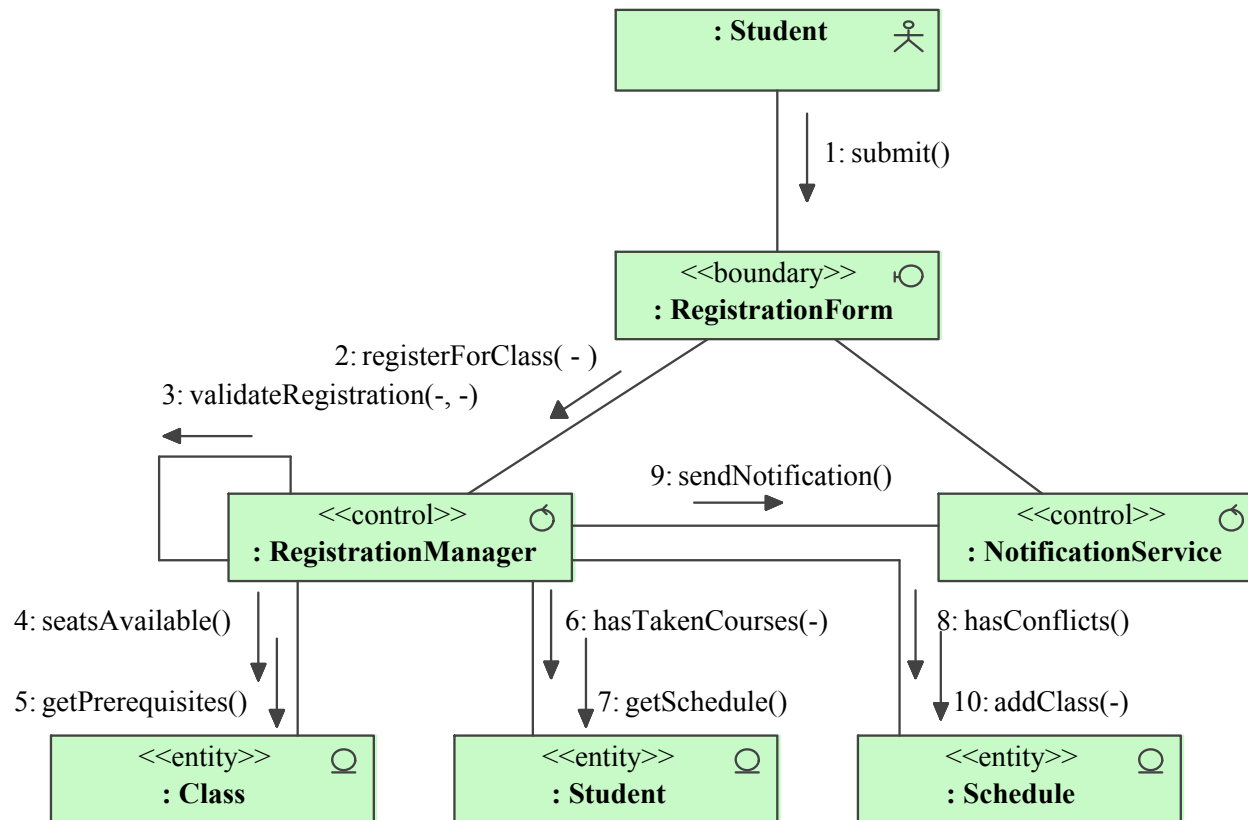 : Student
1: submit()
<<boundary>>
: RegistrationForm
2: registerForClass( - )
3: validateRegistration(-, -)
9: sendNotification()
<<control>>
: RegistrationManager
<<control>>
: NotificationService
4: seatsAvailable()
6: hasTakenCourses(-)
8: hasConflicts()
5: getPrerequisites()
7: getSchedule()
10: addClass(-)
<<entity>>
: Class
<<entity>>
: Student
<<entity>>
: Schedule